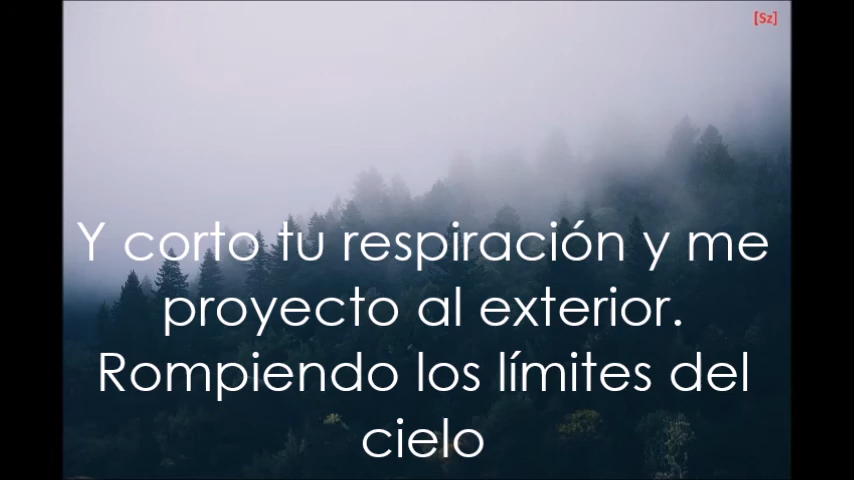 [Sz]
Y corto tu respiración y me
proyecto al exterior.
Rompiendo los límites del
cielo